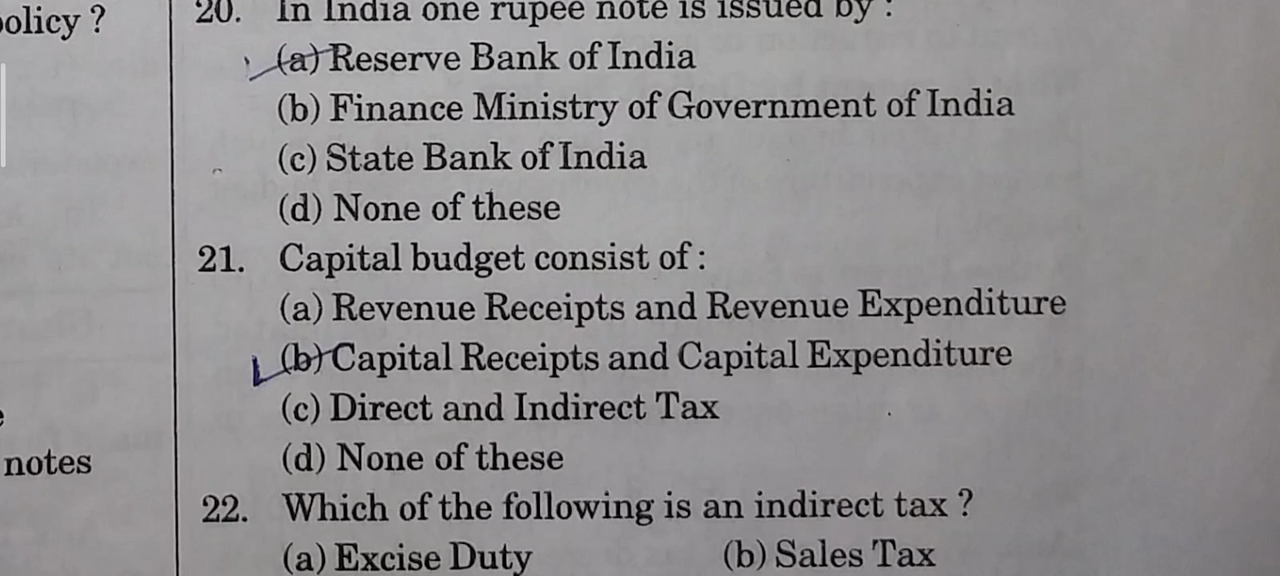 policy ?
notes
20. In India one rupee note is issued by :
(a) Reserve Bank of India
(b) Finance Ministry of Government of India
(c) State Bank of India
(d) None of these
21. Capital budget consist of :
(a) Revenue Receipts and Revenue Expenditure
(b) Capital Receipts and Capital Expenditure
(c) Direct and Indirect Tax
(d) None of these
22. Which of the following is an indirect tax ?
(a) Excise Duty (b) Sales Tax